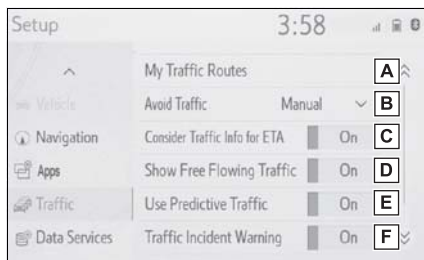 Setup 3:58
My Traffic Routes A
Vehicle Avoid Traffic Manual B
Navigation Consider Traffic Info for ETA On C
Apps Show Free Flowing Traffic On D
Traffic Use Predictive Traffic On E
Data Services Traffic Incident Warning On F